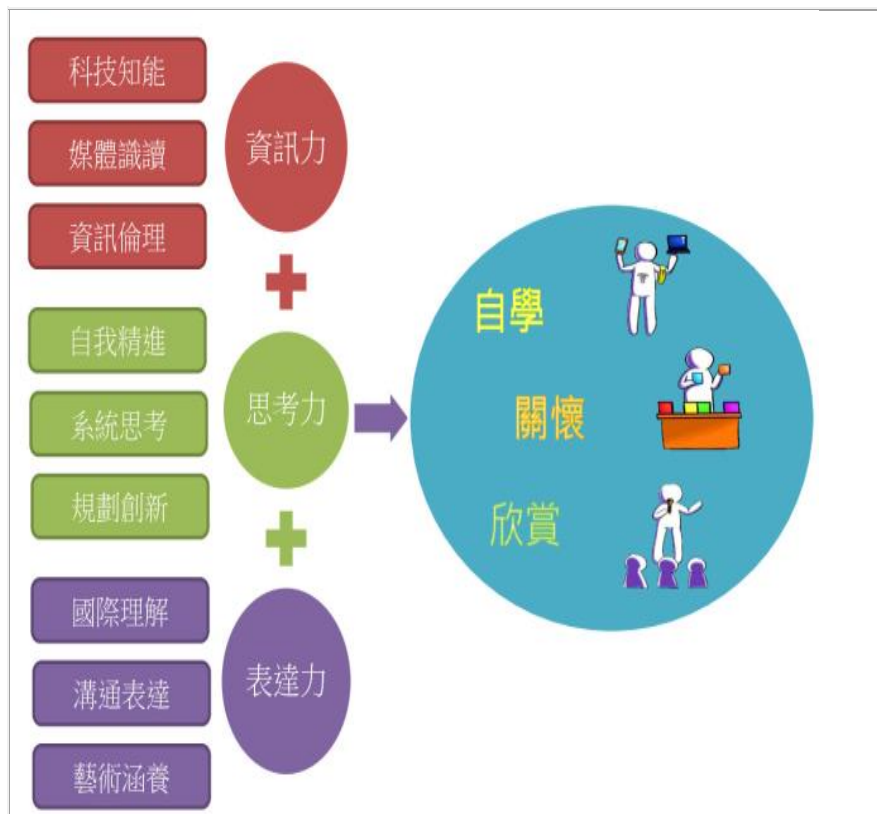 科技知能
媒體識讀
資訊倫理
資訊力
自我精進
系統思考
規劃創新
思考力
國際理解
溝通表達
藝術涵養
表達力
自學
關懷
欣賞